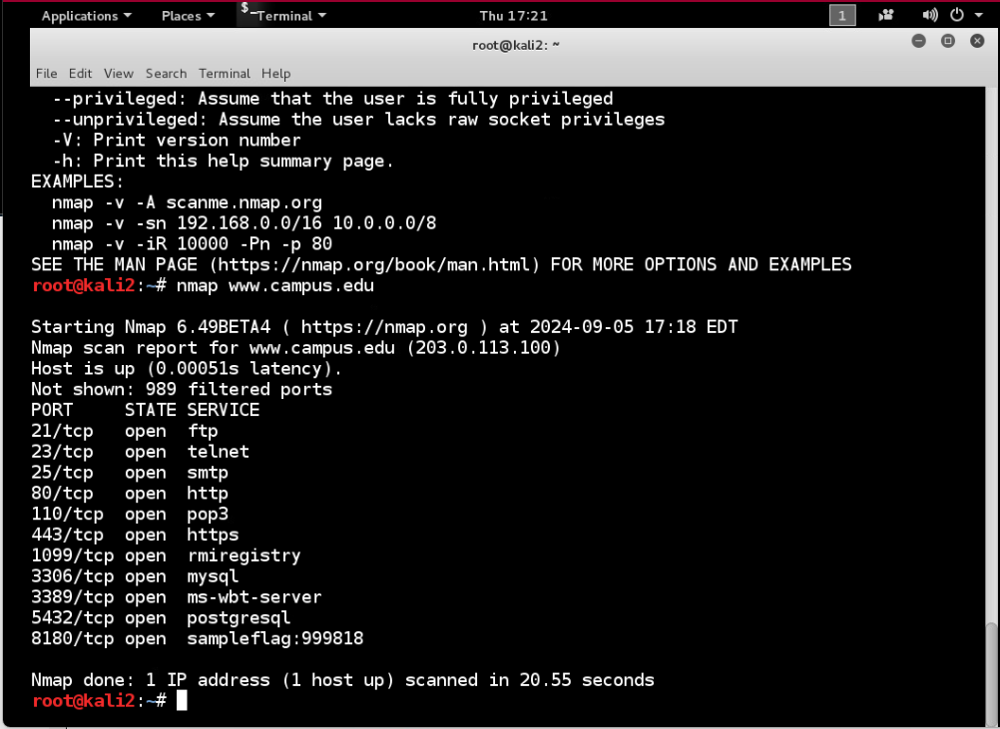 Applications Places $_Terminal Thu 17:21 1
root@kali2: ~
File Edit View Search Terminal Help
  --privileged: Assume that the user is fully privileged
  --unprivileged: Assume the user lacks raw socket privileges
  -V: Print version number
  -h: Print this help summary page.
EXAMPLES:
  nmap -v -A scanme.nmap.org
  nmap -v -sn 192.168.0.0/16 10.0.0.0/8
  nmap -v -iR 10000 -Pn -p 80
SEE THE MAN PAGE (https://nmap.org/book/man.html) FOR MORE OPTIONS AND EXAMPLES
root@kali2:~# nmap www.campus.edu

Starting Nmap 6.49BETA4 ( https://nmap.org ) at 2024-09-05 17:18 EDT
Nmap scan report for www.campus.edu (203.0.113.100)
Host is up (0.00051s latency).
Not shown: 989 filtered ports
PORT     STATE SERVICE
21/tcp   open  ftp
23/tcp   open  telnet
25/tcp   open  smtp
80/tcp   open  http
110/tcp  open  pop3
443/tcp  open  https
1099/tcp open  rmiregistry
3306/tcp open  mysql
3389/tcp open  ms-wbt-server
5432/tcp open  postgresql
8180/tcp open  sampleflag:999818

Nmap done: 1 IP address (1 host up) scanned in 20.55 seconds
root@kali2:~#